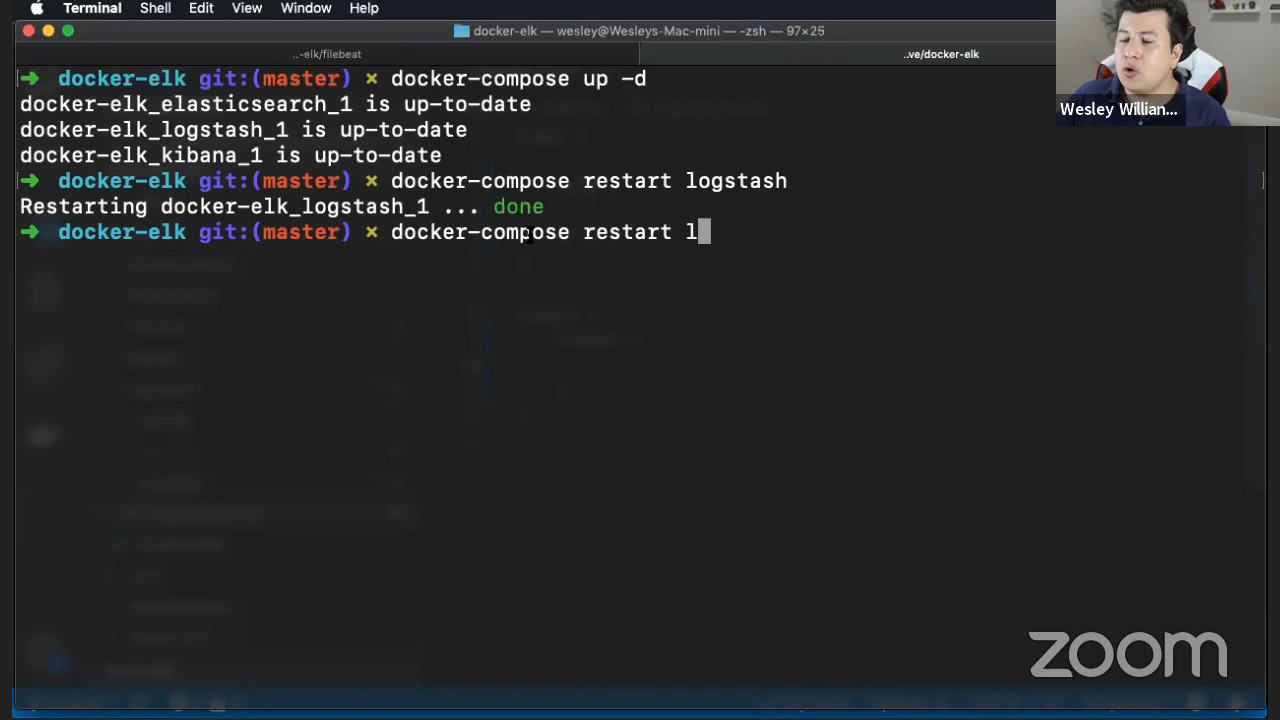 Terminal Shell Edit View Window Help
docker-elk — wesley@Wesleys-Mac-mini — -zsh — 97×25
..-elk/filebeat
..ve/docker-elk
➜ docker-elk git:(master) ✗ docker-compose up -d
docker-elk_elasticsearch_1 is up-to-date
docker-elk_logstash_1 is up-to-date
docker-elk_kibana_1 is up-to-date
➜ docker-elk git:(master) ✗ docker-compose restart logstash
Restarting docker-elk_logstash_1 ... done
➜ docker-elk git:(master) ✗ docker-compose restart l
Wesley Willian...
zoom